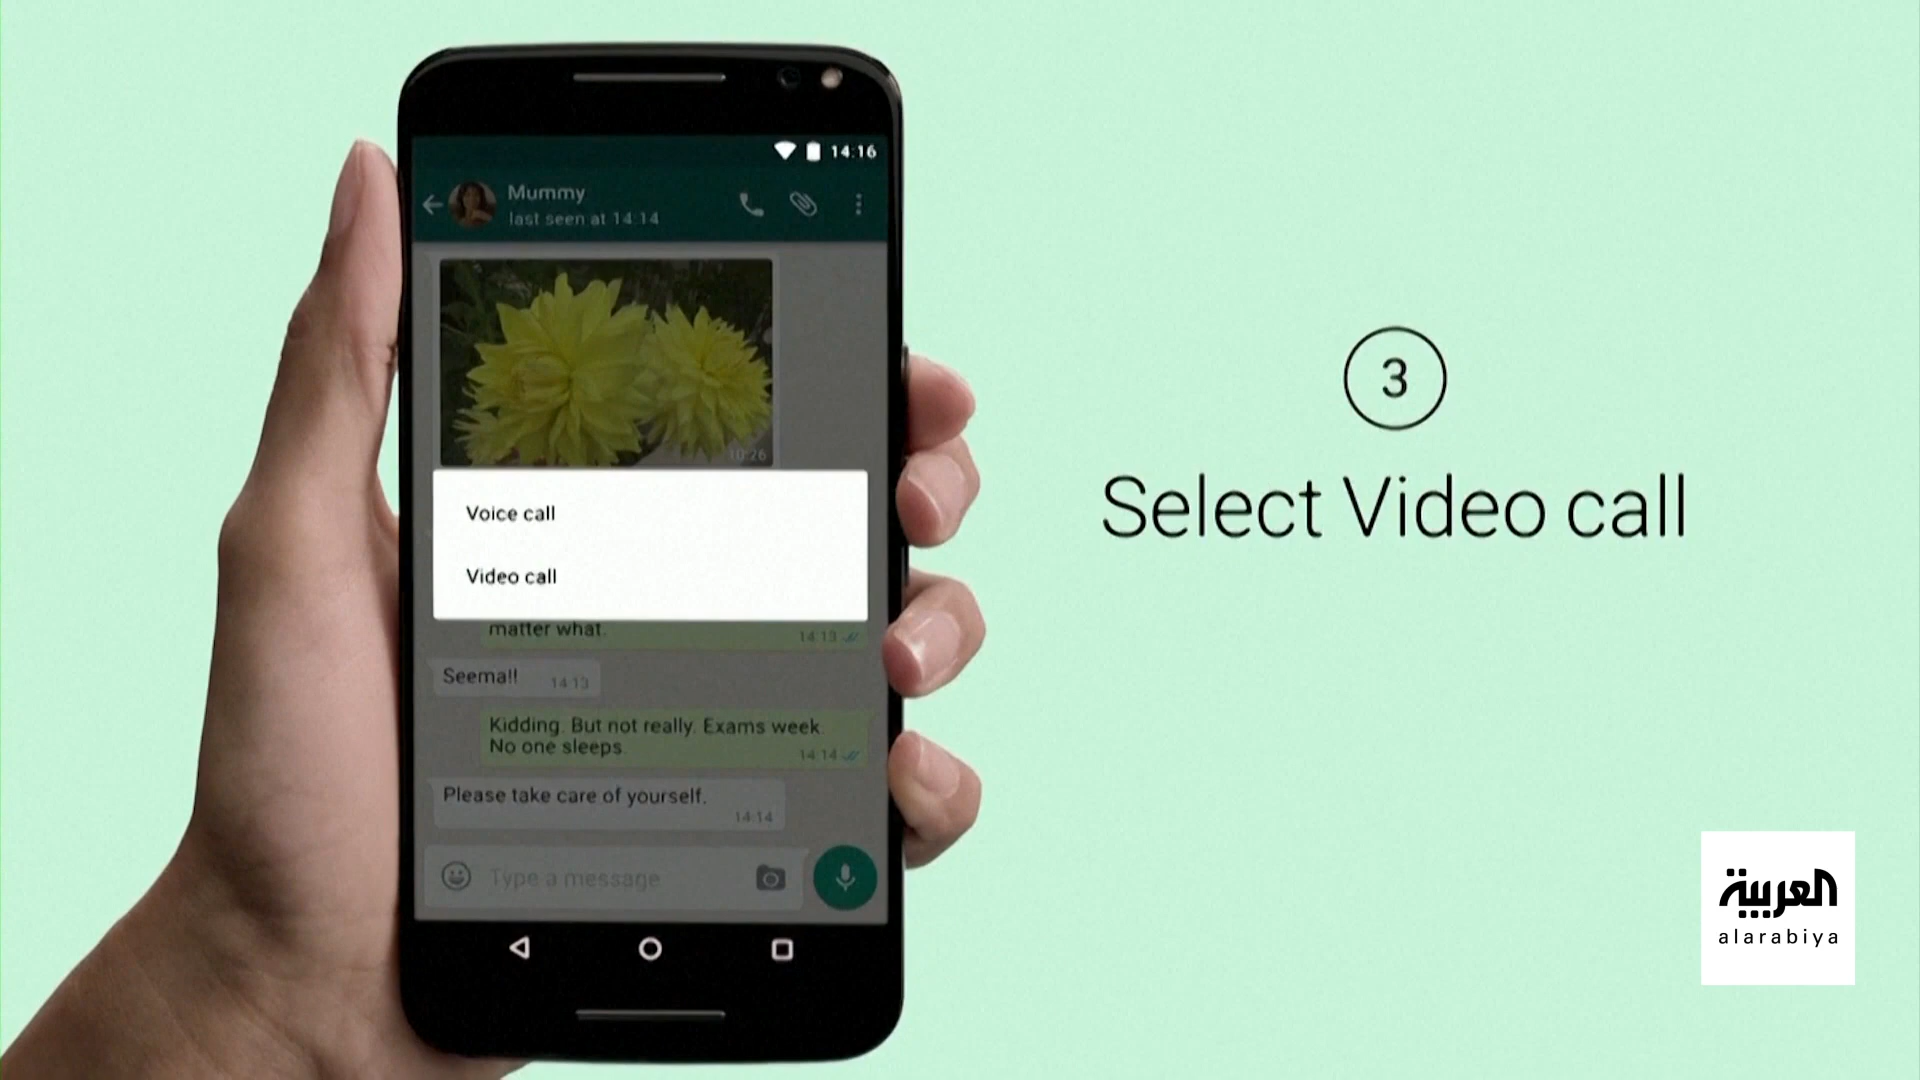 14:16
Mummy
last seen at 14:14
10:26
Voice call
Video call
matter what.
14:13
Seema!!
14:13
Kidding. But not really. Exams week.
No one sleeps.
14:14
Please take care of yourself.
14:14
Type a message
3
Select Video call
العربية
alarabiya